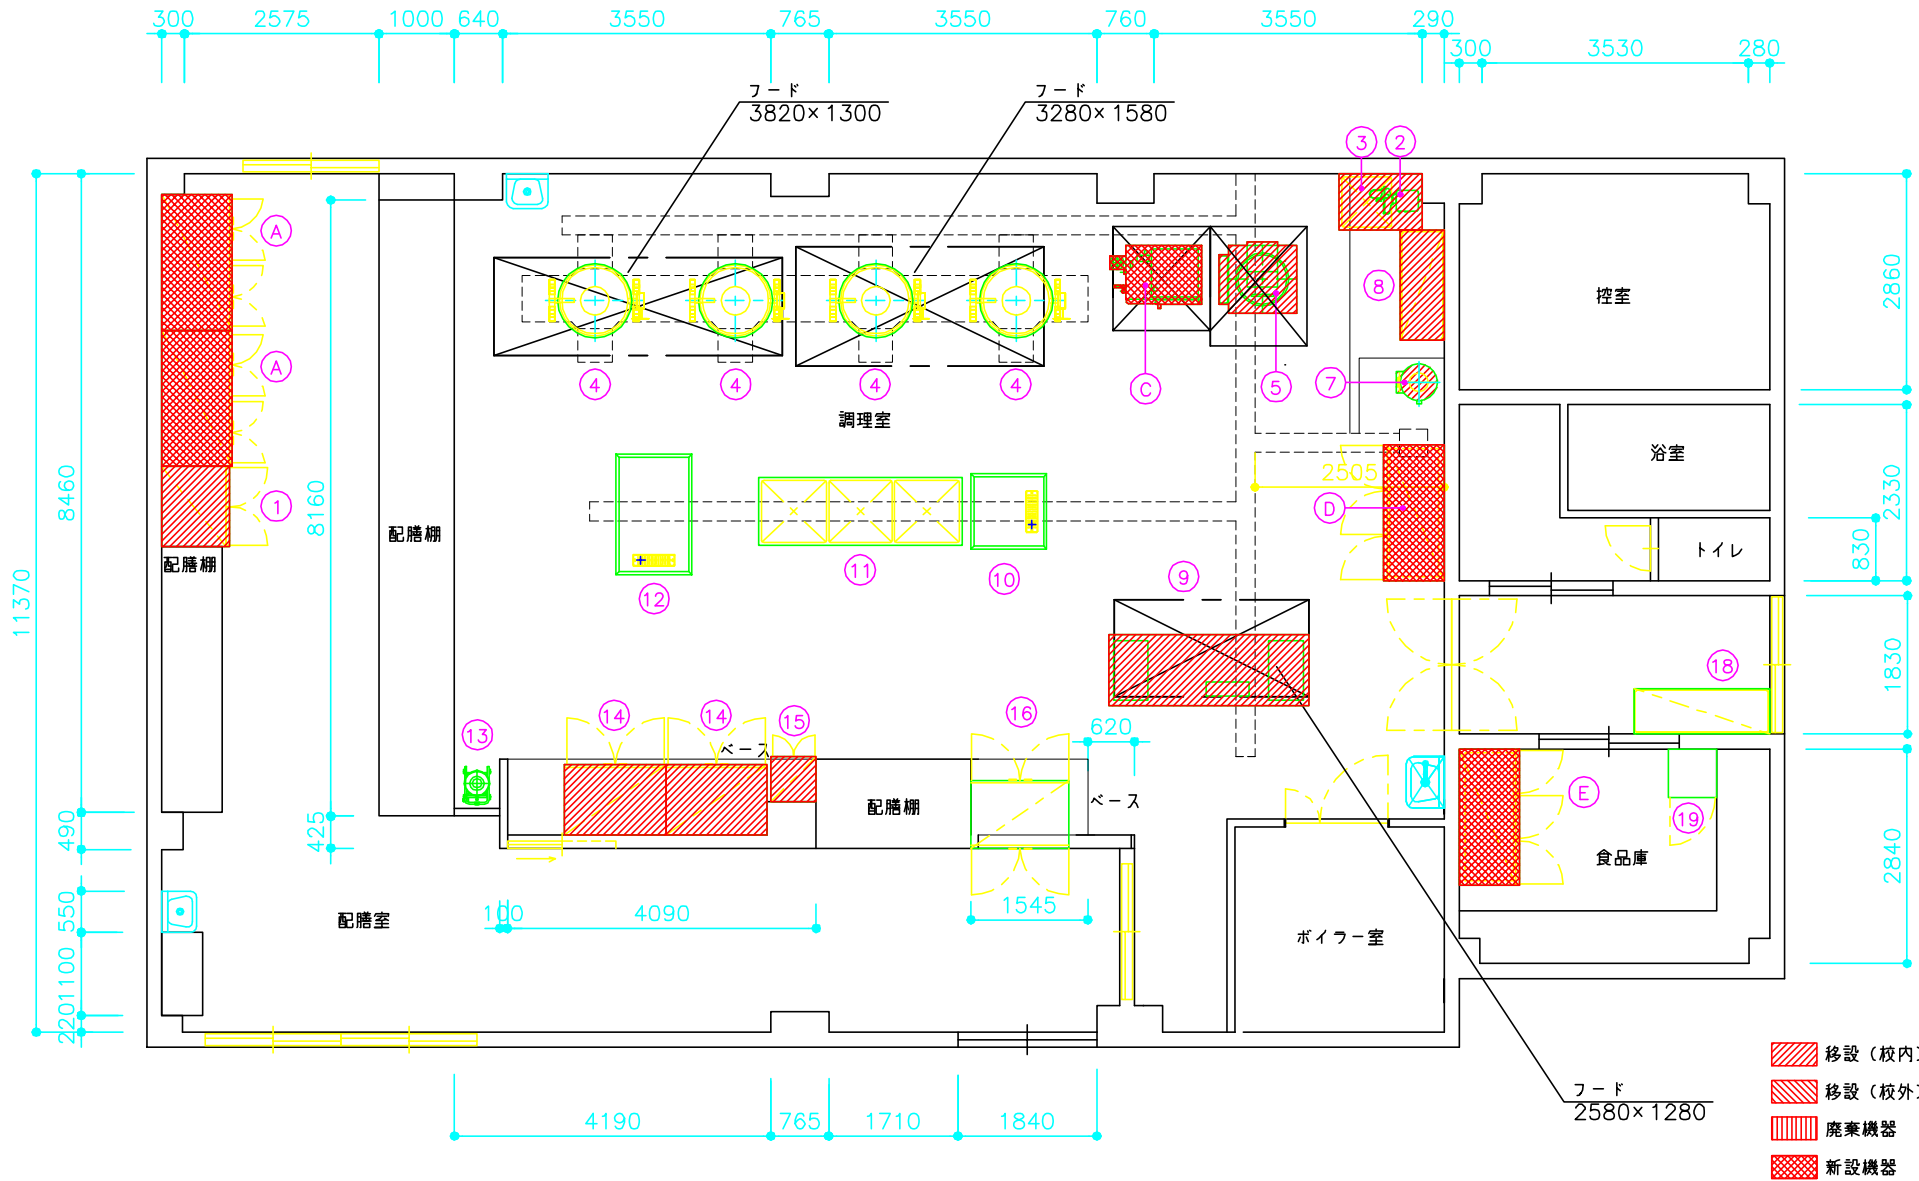 300 2575 1000 640 3550 765 3550 760 3550 290
300 3530 280
フード
3820×1300
フード
3280×1580
3 2
A
8
控室
2860
A
4 4 4 4 C 5 7
調理室
8460
8160
2505
浴室
2330
1
D
配膳棚
配膳棚
トイレ
830
11370
12 11 10 9
18
1830
14 14 15 16
13
ベース
620
490
425
配膳棚
ベース
E
19
食品庫
2840
550
配膳室
100 4090 1545
ボイラー室
1100
220
フード
2580×1280
4190 765 1710 1840
移設（校内
移設（校外
廃棄機器
新設機器